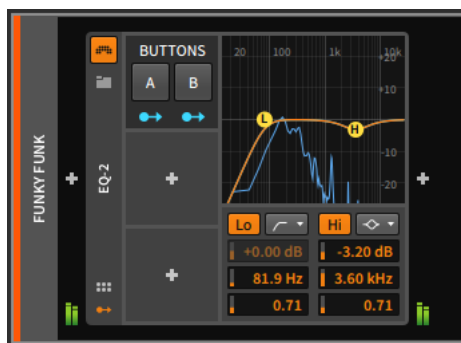 FUNKY FUNK
EQ-2
BUTTONS
A B
20 100 1k 10k
+20
+10
-10
-20
L
H
Lo Hi
+0.00 dB -3.20 dB
81.9 Hz 3.60 kHz
0.71 0.71